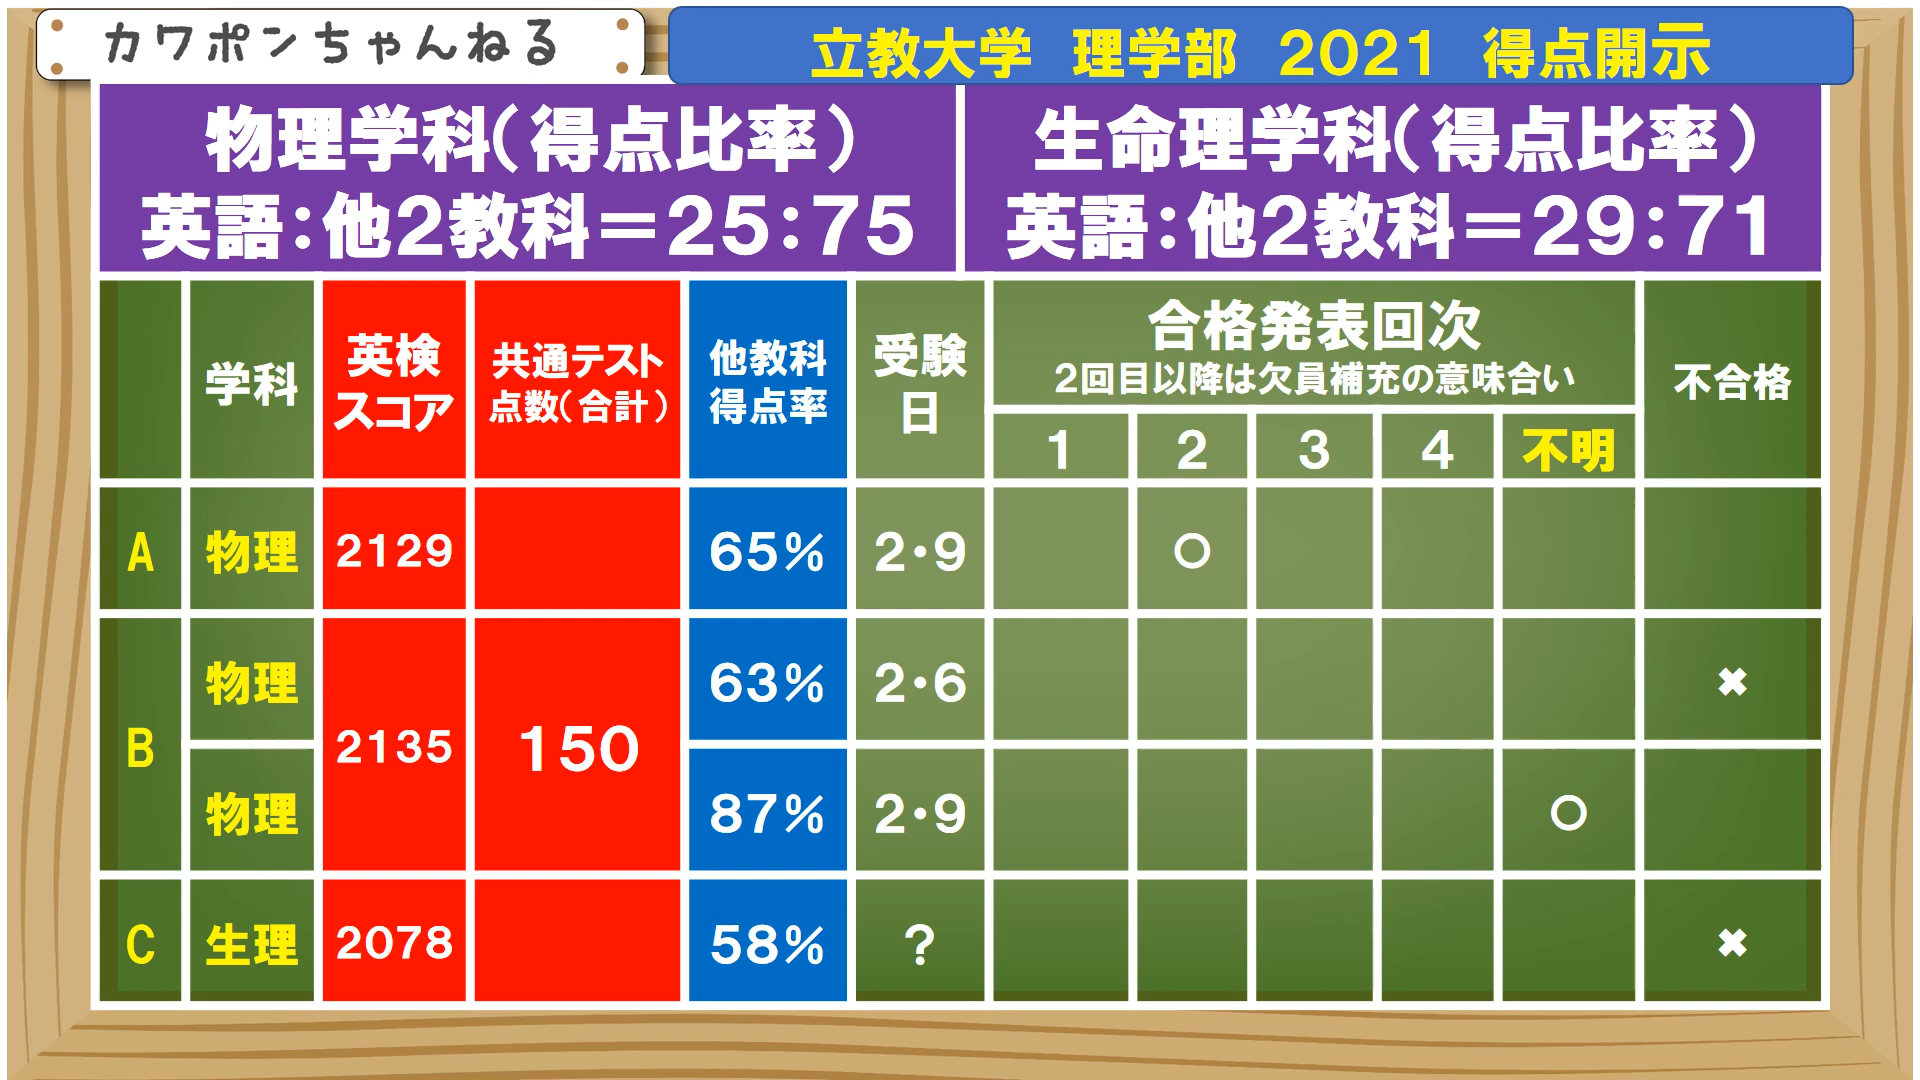 カワポンちゃんねる
立教大学 理学部 2021 得点開示
物理学科(得点比率)
英語:他2教科=25:75
生命理学科(得点比率)
英語:他2教科=29:71
学科
英検
スコア
共通テスト
点数(合計)
他教科
得点率
受験
日
合格発表回次
2回目以降は欠員補充の意味合い
1 2 3 4 不明
不合格
A 物理 2129 65% 2・9 ○
B 物理 2135 150 63% 2・6 ✖
物理 87% 2・9 ○
C 生理 2078 58% ? ✖